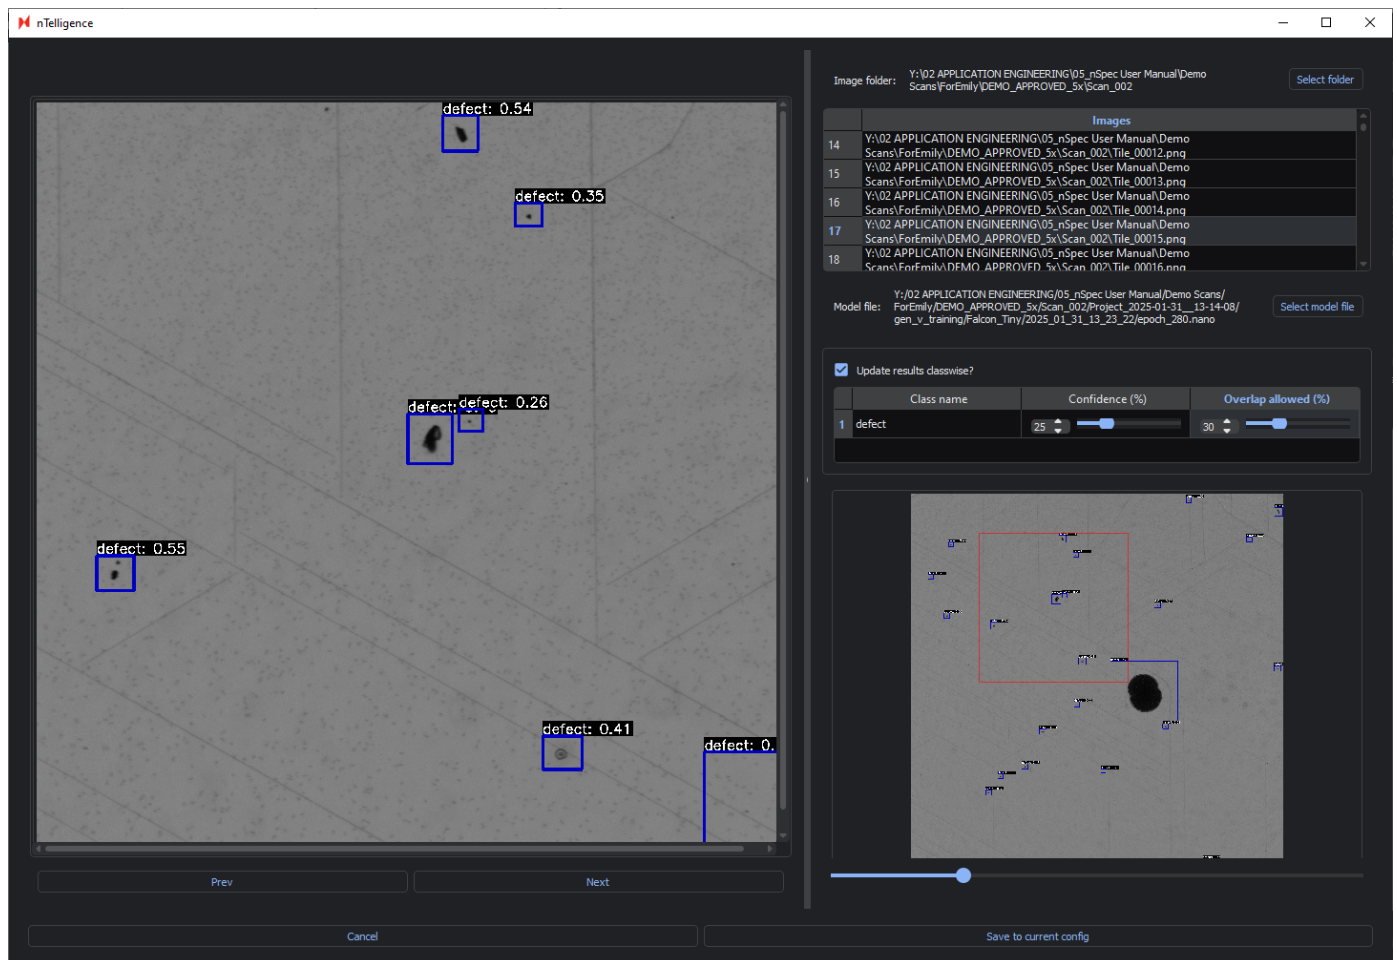 nTelligence
defect: 0.54
defect: 0.35
defect:
defect: 0.26
defect: 0.55
defect: 0.41
defect: 0.
Prev
Next
Image folder:
Y:\02 APPLICATION ENGINEERING\05_nSpec User Manual\Demo
Scans\ForEmily\DEMO_APPROVED_5x\Scan_002
Select folder
Images
14
Y:\02 APPLICATION ENGINEERING\05_nSpec User Manual\Demo
Scans\ForEmily\DEMO_APPROVED_5x\Scan_002\Tile_00012.png
15
Y:\02 APPLICATION ENGINEERING\05_nSpec User Manual\Demo
Scans\ForEmily\DEMO_APPROVED_5x\Scan_002\Tile_00013.png
16
Y:\02 APPLICATION ENGINEERING\05_nSpec User Manual\Demo
Scans\ForEmily\DEMO_APPROVED_5x\Scan_002\Tile_00014.png
17
Y:\02 APPLICATION ENGINEERING\05_nSpec User Manual\Demo
Scans\ForEmily\DEMO_APPROVED_5x\Scan_002\Tile_00015.png
18
Y:\02 APPLICATION ENGINEERING\05_nSpec User Manual\Demo
Scans\ForEmily\DEMO_APPROVED_5x\Scan_002\Tile_00016.png
Model file:
Y:/02 APPLICATION ENGINEERING/05_nSpec User Manual/Demo Scans/
ForEmily/DEMO_APPROVED_5x/Scan_002/Project_2025-01-31__13-14-08/
gen_v_training/Falcon_Tiny/2025_01_31_13_23_22/epoch_280.nano
Select model file
Update results classwise?
Class name
Confidence (%)
Overlap allowed (%)
1
defect
25
30
Cancel
Save to current config